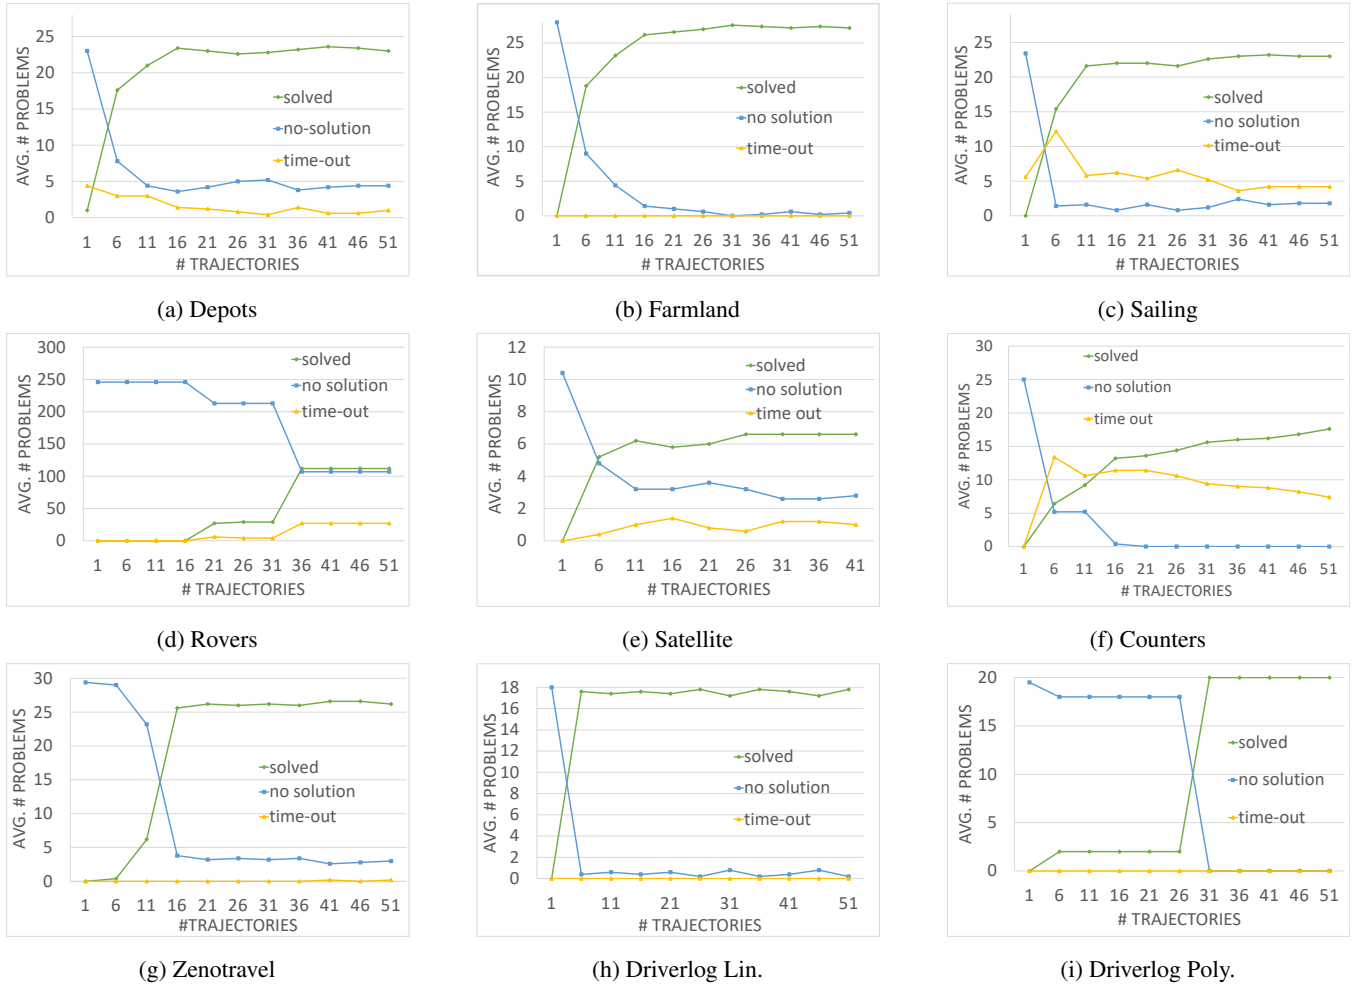 25
20
15
10
5
0
AVG. # PROBLEMS
solved
no-solution
time-out
1 6 11 16 21 26 31 36 41 46 51
# TRAJECTORIES
(a) Depots
25
20
15
10
5
0
AVG. # PROBLEMS
solved
no solution
time-out
1 6 11 16 21 26 31 36 41 46 51
# TRAJECTORIES
(b) Farmland
25
20
15
10
5
0
AVG. # PROBLEMS
solved
no solution
time-out
1 6 11 16 21 26 31 36 41 46 51
# TRAJECTORIES
(c) Sailing
300
250
200
150
100
50
0
AVG. # PROBLEMS
solved
no solution
time-out
1 6 11 16 21 26 31 36 41 46 51
# TRAJECTORIES
(d) Rovers
12
10
8
6
4
2
0
AVG. # PROBLEMS
solved
no solution
time out
1 6 11 16 21 26 31 36 41
# TRAJECTORIES
(e) Satellite
30
25
20
15
10
5
0
AVG. # PROBLEMS
solved
no solution
time out
1 6 11 16 21 26 31 36 41 46 51
# TRAJECTORIES
(f) Counters
30
25
20
15
10
5
0
AVG. # PROBLEMS
solved
no solution
time-out
1 6 11 16 21 26 31 36 41 46 51
#TRAJECTORIES
(g) Zenotravel
18
16
14
12
10
8
6
4
2
0
AVG. # PROBLEMS
solved
no solution
time-out
1 11 21 31 41 51
# TRAJECTORIES
(h) Driverlog Lin.
20
15
10
5
0
AVG. # PROBLEMS
solved
no solution
time-out
1 6 11 16 21 26 31 36 41 46 51
# TRAJECTORIES
(i) Driverlog Poly.